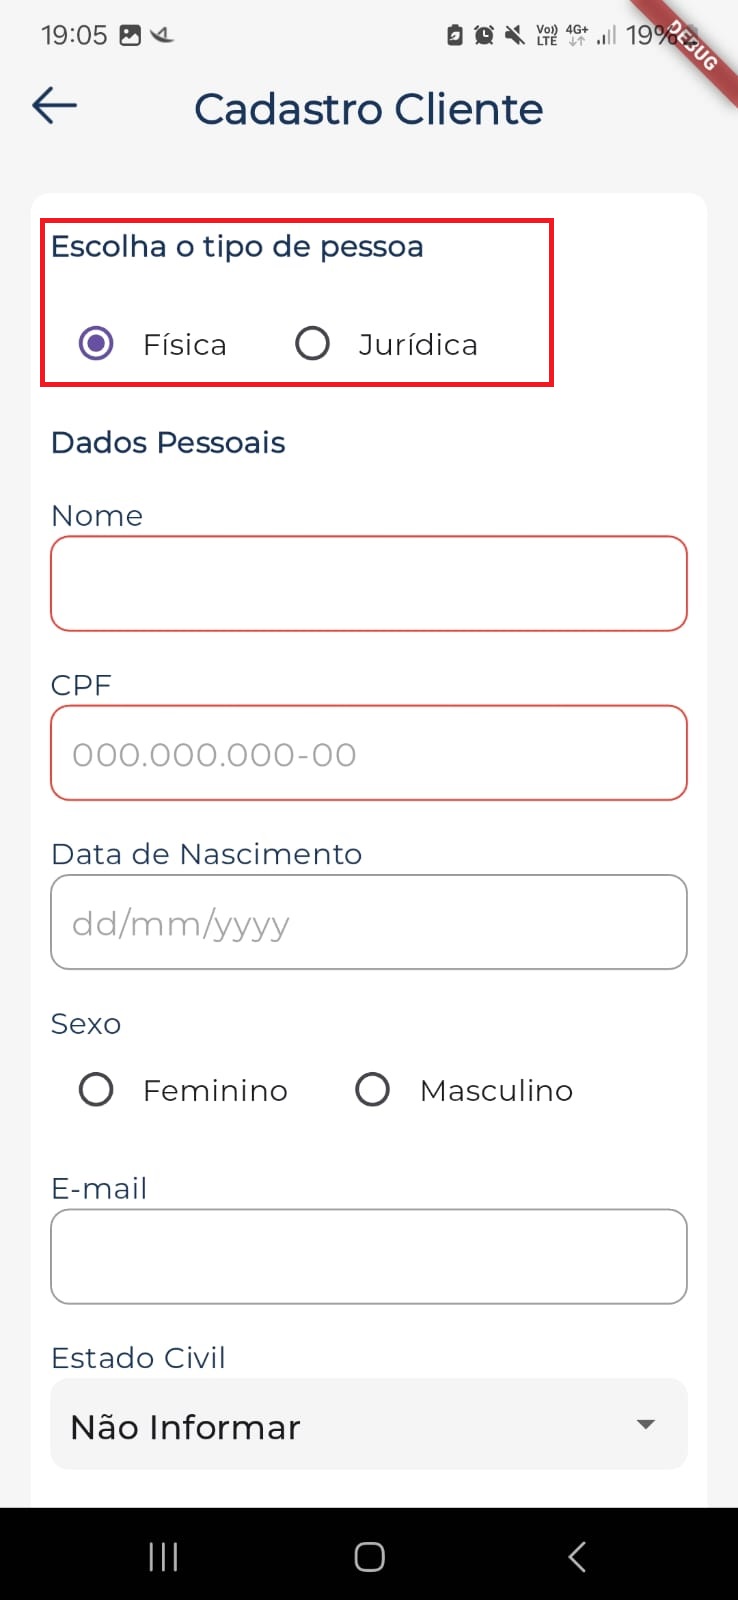 19:05 Vo)) LTE 4G+ 19%
DEBUG
Cadastro Cliente
Escolha o tipo de pessoa
Física Jurídica
Dados Pessoais
Nome
CPF
000.000.000-00
Data de Nascimento
dd/mm/yyyy
Sexo
Feminino Masculino
E-mail
Estado Civil
Não Informar